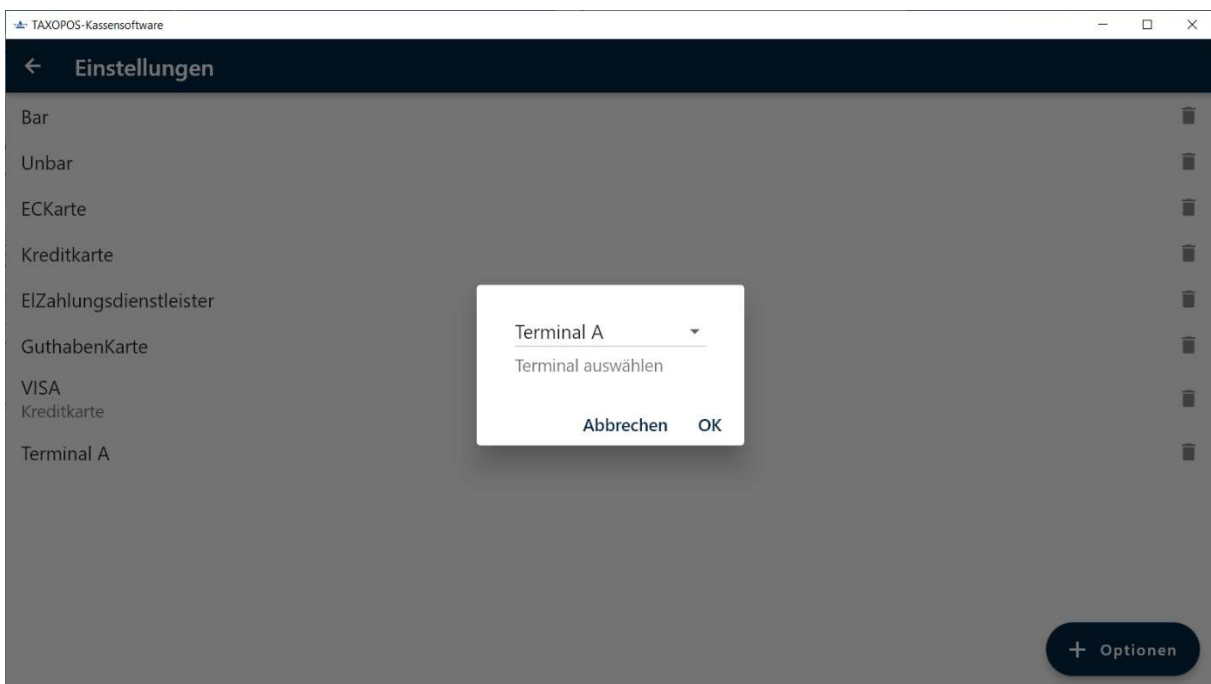 TAXOPOS-Kassensoftware
Einstellungen
Bar
Unbar
ECKarte
Kreditkarte
ElZahlungsdienstleister
GuthabenKarte
VISA
Kreditkarte
Terminal A
Terminal A
Terminal auswählen
Abbrechen OK
+ Optionen